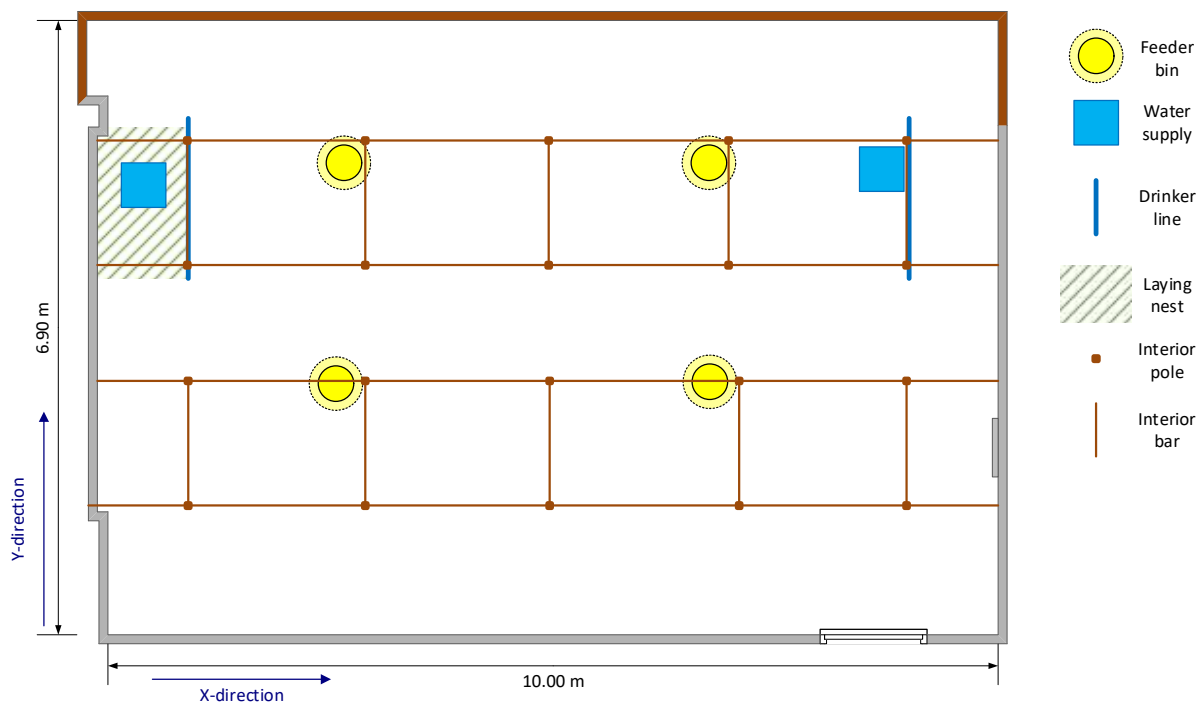 Feeder
bin
Water
supply
Drinker
line
Laying
nest
Interior
pole
Interior
bar
6.90 m
Y-direction
10.00 m
X-direction